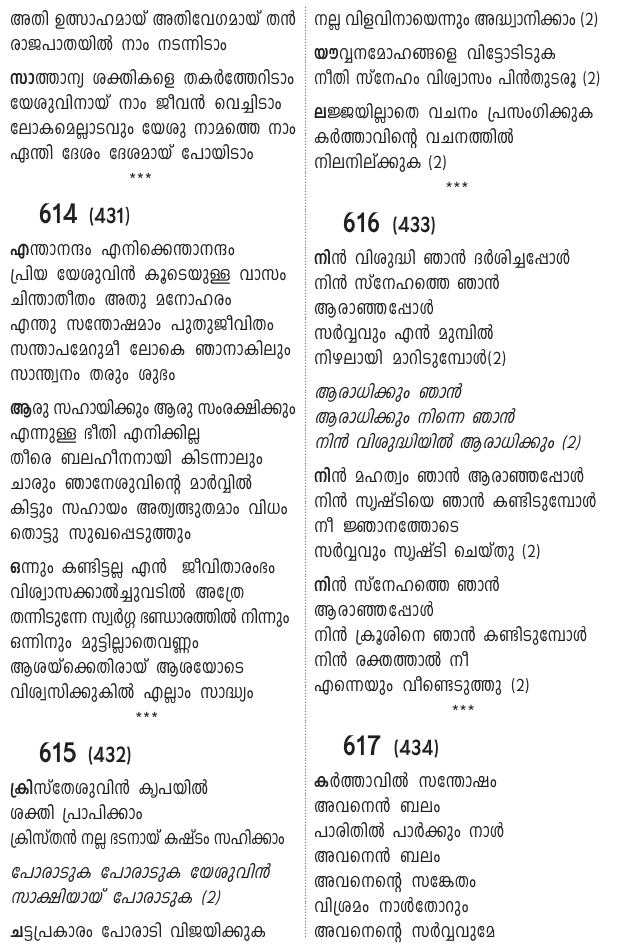 അതി ഉത്സാഹമായ് അതിവേഗമായ് തൻ
രാജപാതയിൽ നാം നടന്നിടാം
സാത്താന്യ ശക്തികളെ തകർത്തേറിടാം
യേശുവിനായ് നാം ജീവൻ വെച്ചിടാം
ലോകമെല്ലാടവും യേശു നാമത്തെ നാം
ഏന്തി ദേശം ദേശമായ് പോയിടാം
***
614 (431)
എന്താനന്ദം എനിക്കെന്താനന്ദം
പ്രിയ യേശുവിൻ കൂടെയുള്ള വാസം
ചിന്താതീതം അതു മനോഹരം
എന്തു സന്തോഷമാം പുതുജീവിതം
സന്താപമേറുമീ ലോകെ ഞാനാകിലും
സാന്ത്വനം തരും ശുഭം
ആരു സഹായിക്കും ആരു സംരക്ഷിക്കും
എന്നുള്ള ഭീതി എനിക്കില്ല
തീരെ ബലഹീനനായി കിടന്നാലും
ചാരും ഞാനേശുവിന്റെ മാർവ്വിൽ
കിട്ടും സഹായം അത്യത്ഭുതമാം വിധം
തൊട്ടു സുഖപ്പെടുത്തും
ഒന്നും കണ്ടിട്ടല്ല എൻ ജീവിതാരംഭം
വിശ്വാസക്കാൽച്ചുവടിൽ അത്രേ
തന്നിടുന്നേ സ്വർഗ്ഗ ഭണ്ഡാരത്തിൽ നിന്നും
ഒന്നിനും മുട്ടില്ലാതെവണ്ണം
ആശയ്ക്കെതിരായ് ആശയോടെ
വിശ്വസിക്കുകിൽ എല്ലാം സാദ്ധ്യം
***
615 (432)
ക്രിസ്തേശുവിൻ കൃപയിൽ
ശക്തി പ്രാപിക്കാം
ക്രിസ്തൻ നല്ല ഭടനായ് കഷ്ടം സഹിക്കാം
പോരാടുക പോരാടുക യേശുവിൻ
സാക്ഷിയായ് പോരാടുക (2)
ചട്ടപ്രകാരം പോരാടി വിജയിക്കുക
നല്ല വിളവിനായെന്നും അദ്ധ്വാനിക്കാം (2)
യൗവ്വനമോഹങ്ങളെ വിട്ടോടിടുക
നീതി സ്നേഹം വിശ്വാസം പിൻതുടരൂ (2)
ലജ്ജയില്ലാതെ വചനം പ്രസംഗിക്കുക
കർത്താവിന്റെ വചനത്തിൽ
നിലനില്ക്കുക (2)
***
616 (433)
നിൻ വിശുദ്ധി ഞാൻ ദർശിച്ചപ്പോൾ
നിൻ സ്നേഹത്തെ ഞാൻ
ആരാഞ്ഞപ്പോൾ
സർവ്വവും എൻ മുമ്പിൽ
നിഴലായി മാറിടുമ്പോൾ(2)
ആരാധിക്കും ഞാൻ
ആരാധിക്കും നിന്നെ ഞാൻ
നിൻ വിശുദ്ധിയിൽ ആരാധിക്കും (2)
നിൻ മഹത്വം ഞാൻ ആരാഞ്ഞപ്പോൾ
നിൻ സൃഷ്ടിയെ ഞാൻ കണ്ടിടുമ്പോൾ
നീ ജ്ഞാനത്തോടെ
സർവ്വവും സൃഷ്ടി ചെയ്തു (2)
നിൻ സ്നേഹത്തെ ഞാൻ
ആരാഞ്ഞപ്പോൾ
നിൻ ക്രൂശിനെ ഞാൻ കണ്ടിടുമ്പോൾ
നിൻ രക്തത്താൽ നീ
എന്നെയും വീണ്ടെടുത്തു (2)
***
617 (434)
കർത്താവിൽ സന്തോഷം
അവനെൻ ബലം
പാരിതിൽ പാർക്കും നാൾ
അവനെൻ ബലം
അവനെന്റെ സങ്കേതം
വിശ്രമം നാൾതോറും
അവനെന്റെ സർവ്വവുമേ